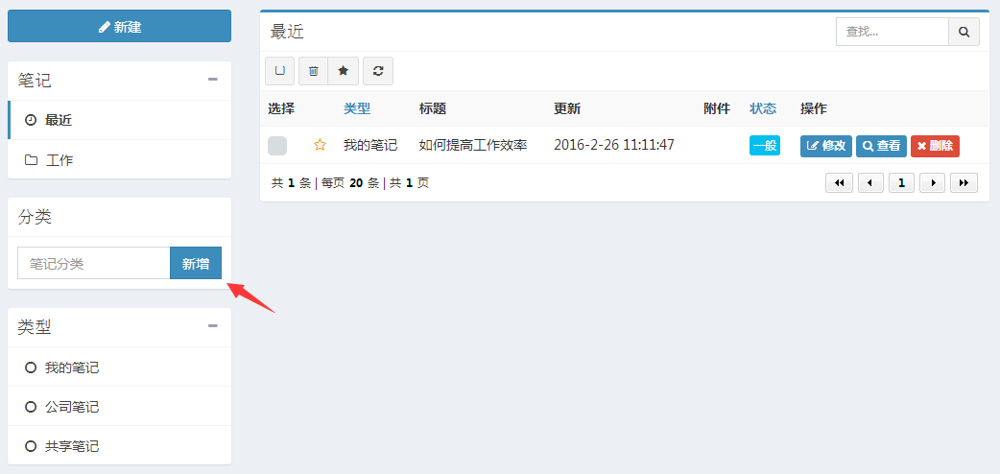 新建
笔记
最近
工作
分类
笔记分类 新增
类型
我的笔记
公司笔记
共享笔记
最近 查找...
选择 类型 标题 更新 附件 状态 操作
我的笔记 如何提高工作效率 2016-2-26 11:11:47 一般 修改 查看 删除
共 1 条 | 每页 20 条 | 共 1 页 1